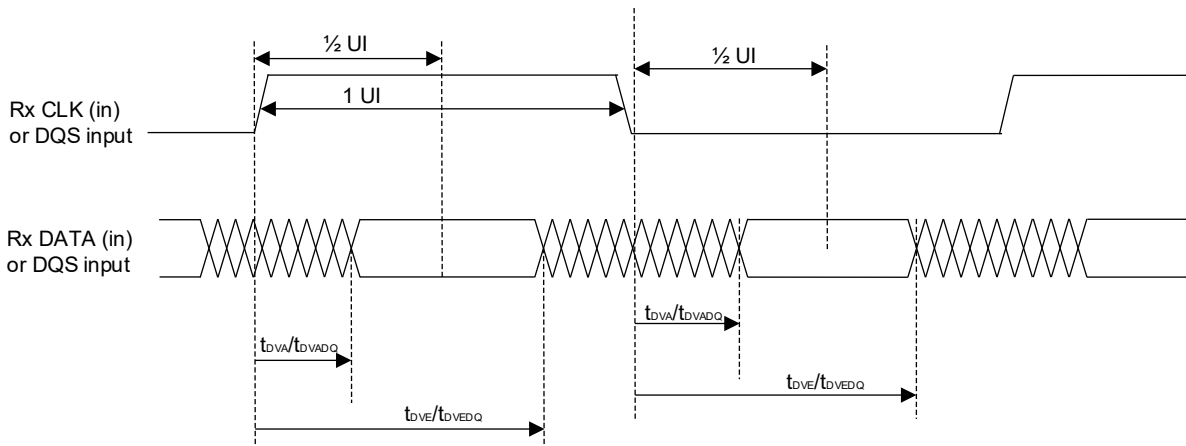 ½ UI
½ UI
1 UI
Rx CLK (in)
or DQS input
Rx DATA (in)
or DQS input
tDVA/tDVADQ
tDVA/tDVADQ
tDVE/tDVEDQ
tDVE/tDVEDQ